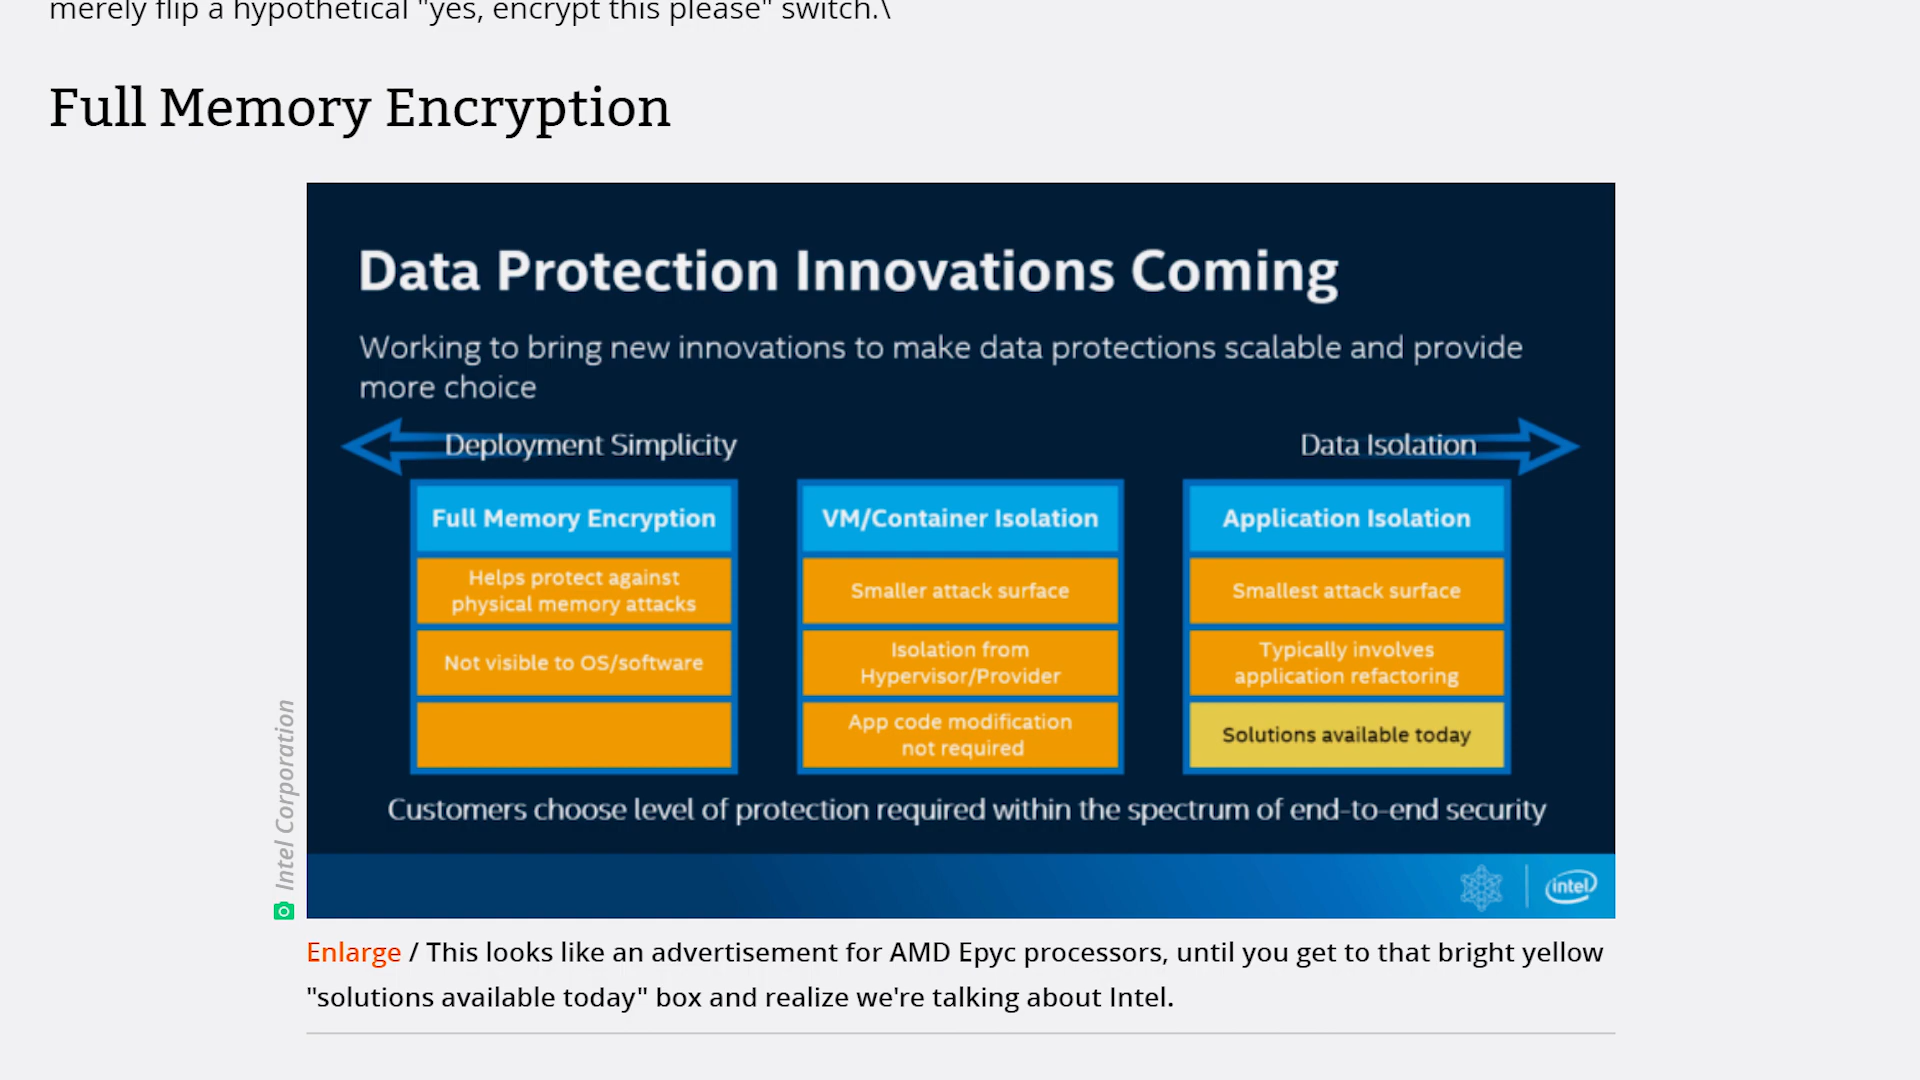 merely flip a hypothetical "yes, encrypt this please" switch.\
Full Memory Encryption
Data Protection Innovations Coming
Working to bring new innovations to make data protections scalable and provide
more choice
Deployment Simplicity
Data Isolation
Full Memory Encryption
Helps protect against
physical memory attacks
Not visible to OS/software
VM/Container Isolation
Smaller attack surface
Isolation from
Hypervisor/Provider
App code modification
not required
Application Isolation
Smallest attack surface
Typically involves
application refactoring
Solutions available today
Customers choose level of protection required within the spectrum of end-to-end security
intel
Intel Corporation
Enlarge / This looks like an advertisement for AMD Epyc processors, until you get to that bright yellow
"solutions available today" box and realize we're talking about Intel.